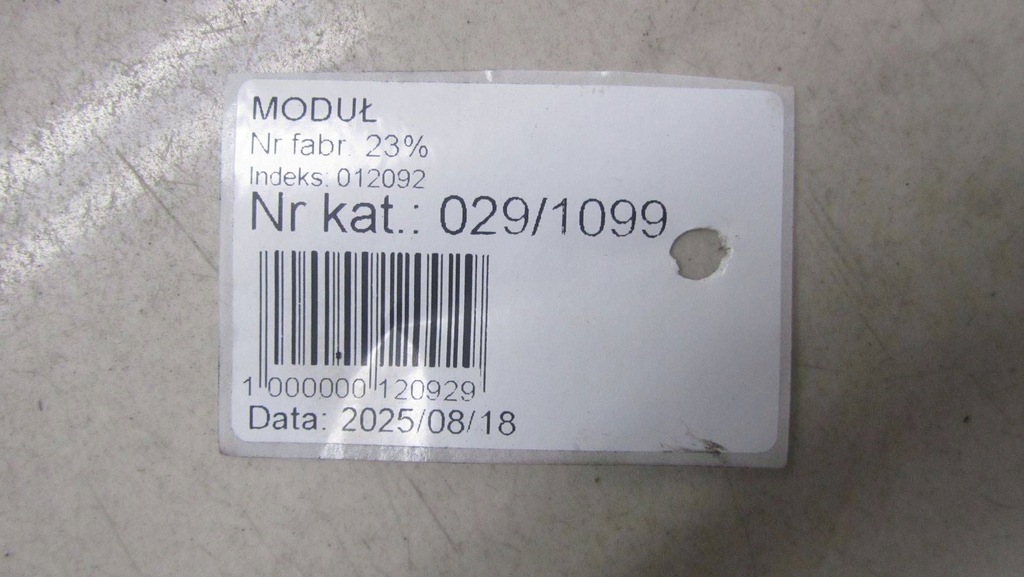 MODUŁ
Nr fabr. 23%
Indeks: 012092
Nr kat.: 029/1099
1 000000 120929
Data: 2025/08/18